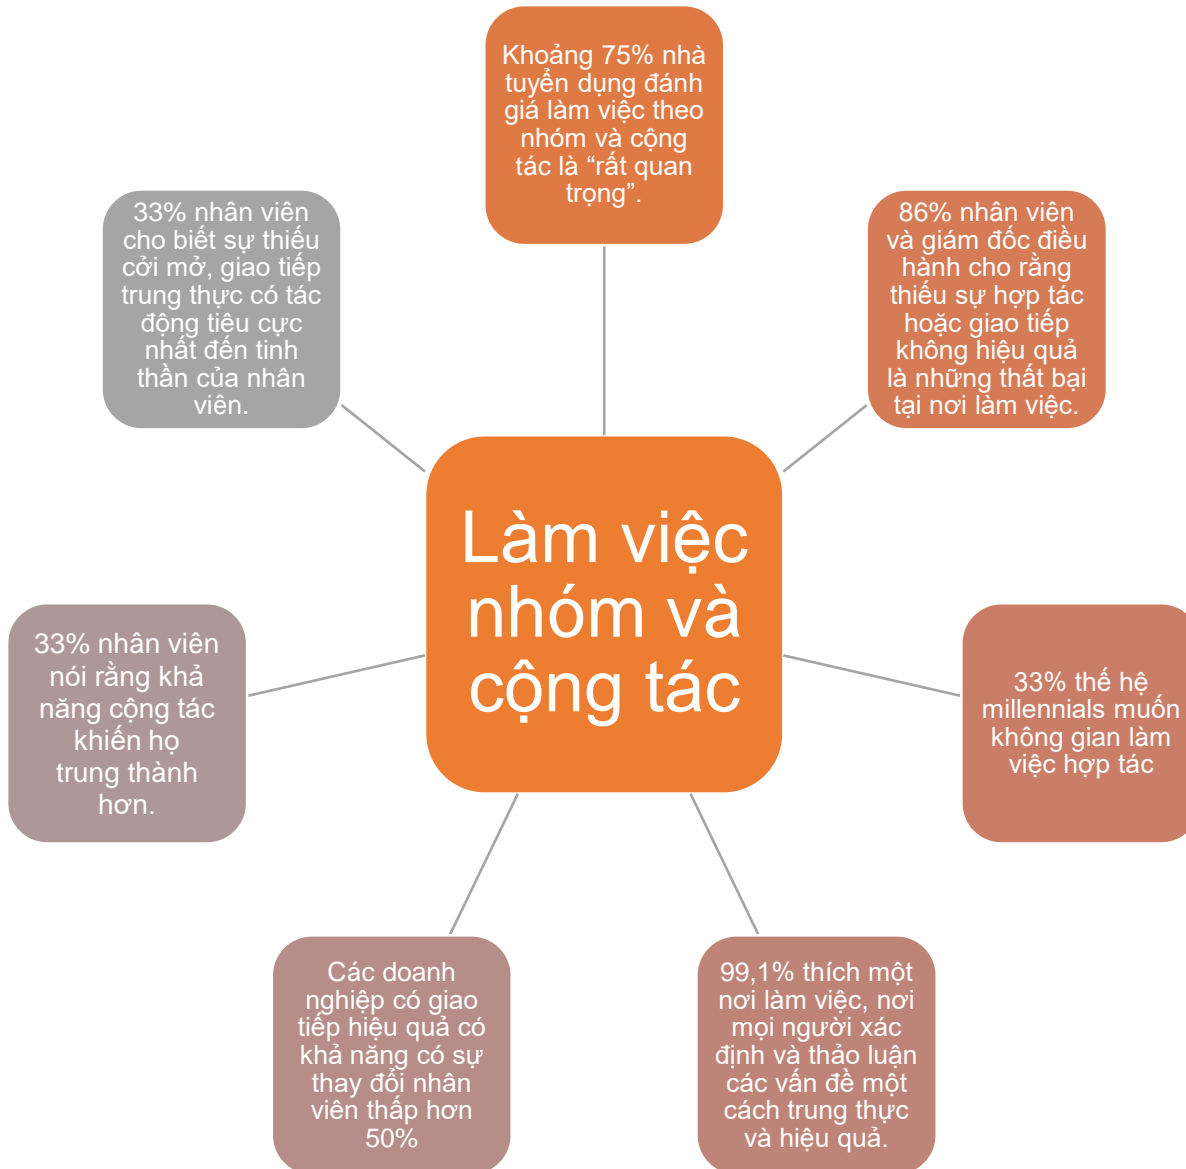 Khoảng 75% nhà
tuyển dụng đánh
giá làm việc theo
nhóm và cộng
tác là “rất quan
trọng”.
86% nhân viên
và giám đốc điều
hành cho rằng
thiếu sự hợp tác
hoặc giao tiếp
không hiệu quả
là những thất bại
tại nơi làm việc.
33% thế hệ
millennials muốn
không gian làm
việc hợp tác
99,1% thích một
nơi làm việc, nơi
mọi người xác
định và thảo luận
các vấn đề một
cách trung thực
và hiệu quả.
Các doanh
nghiệp có giao
tiếp hiệu quả có
khả năng có sự
thay đổi nhân
viên thấp hơn
50%
33% nhân viên
nói rằng khả
năng cộng tác
khiến họ
trung thành
hơn.
33% nhân viên
cho biết sự thiếu
cởi mở, giao tiếp
trung thực có tác
động tiêu cực
nhất đến tinh
thần của nhân
viên.
Làm việc
nhóm và
cộng tác